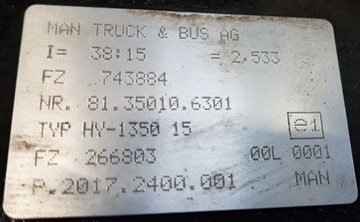 MAN TRUCK & BUS AG
I= 38:15 = 2,533
FZ 743884
NR. 81.35010.6301
TYP HY-1350 15 e1
FZ 266803 00L 0001
P.2017.2400.001 MAN